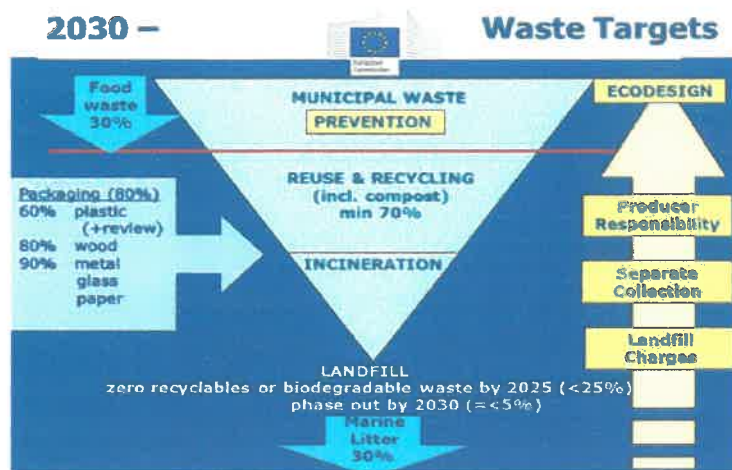 2030 –
Waste Targets
European
Commission
Food
waste
30%
MUNICIPAL WASTE
PREVENTION
ECODESIGN
REUSE & RECYCLING
(incl. compost)
min 70%
Packaging (80%)
60% plastic
(+review)
80% wood
90% metal
glass
paper
INCINERATION
Producer
Responsibility
Separate
Collection
Landfill
Charges
LANDFILL
zero recyclables or biodegradable waste by 2025 (<25%)
phase out by 2030 (=<5%)
Marine
Litter
30%